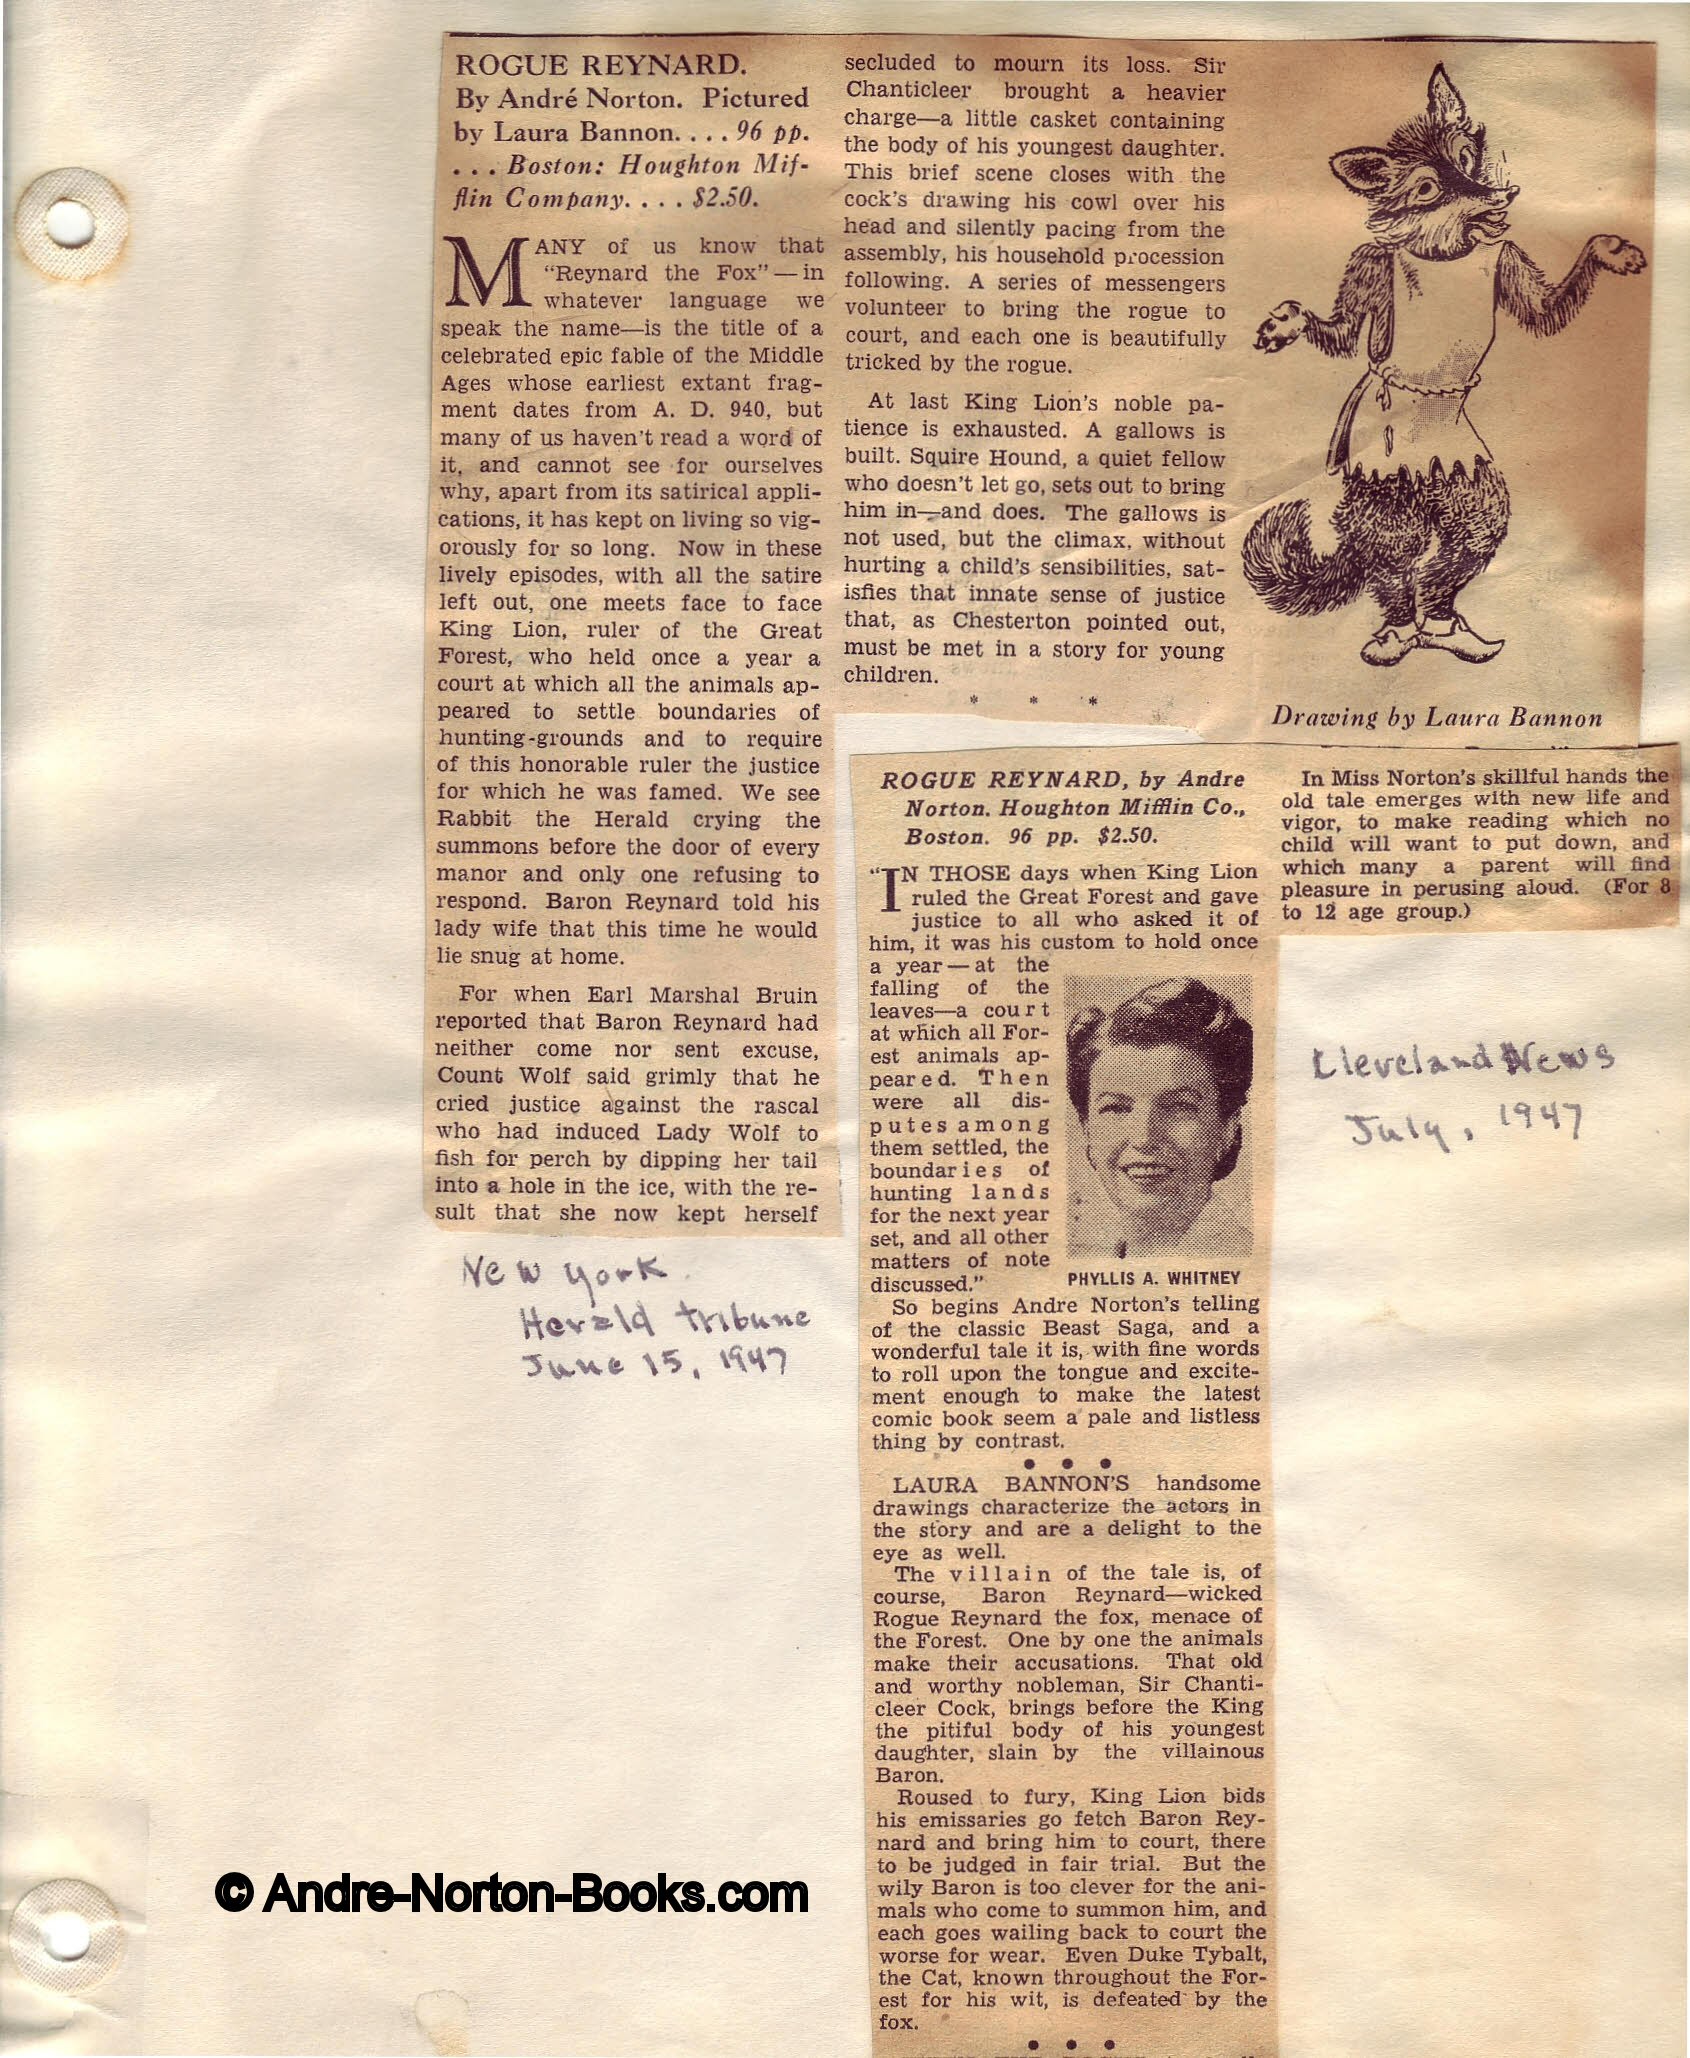 ROGUE REYNARD.
By André Norton. Pictured
by Laura Bannon. . . . 96 pp.
. . . Boston: Houghton Mif-
flin Company. . . . $2.50.
MANY of us know that
"Reynard the Fox"—in
whatever language we
speak the name—is the title of a
celebrated epic fable of the Middle
Ages whose earliest extant frag-
ment dates from A. D. 940, but
many of us haven't read a word of
it, and cannot see for ourselves
why, apart from its satirical appli-
cations, it has kept on living so vig-
orously for so long. Now in these
lively episodes, with all the satire
left out, one meets face to face
King Lion, ruler of the Great
Forest, who held once a year a
court at which all the animals ap-
peared to settle boundaries of
hunting-grounds and to require
of this honorable ruler the justice
for which he was famed. We see
Rabbit the Herald crying the
summons before the door of every
manor and only one refusing to
respond. Baron Reynard told his
lady wife that this time he would
lie snug at home.
For when Earl Marshal Bruin
reported that Baron Reynard had
neither come nor sent excuse,
Count Wolf said grimly that he
cried justice against the rascal
who had induced Lady Wolf to
fish for perch by dipping her tail
into a hole in the ice, with the re-
sult that she now kept herself
secluded to mourn its loss. Sir
Chanticleer brought a heavier
charge—a little casket containing
the body of his youngest daughter.
This brief scene closes with the
cock's drawing his cowl over his
head and silently pacing from the
assembly, his household procession
following. A series of messengers
volunteer to bring the rogue to
court, and each one is beautifully
tricked by the rogue.
At last King Lion's noble pa-
tience is exhausted. A gallows is
built. Squire Hound, a quiet fellow
who doesn't let go, sets out to bring
him in—and does. The gallows is
not used, but the climax, without
hurting a child's sensibilities, sat-
isfies that innate sense of justice
that, as Chesterton pointed out,
must be met in a story for young
children.
* * *
Drawing by Laura Bannon
New York
Herald Tribune
June 15, 1947
ROGUE REYNARD, by Andre
Norton. Houghton Mifflin Co.,
Boston. 96 pp. $2.50.
"IN THOSE days when King Lion
ruled the Great Forest and gave
justice to all who asked it of
him, it was his custom to hold once
a year—at the
falling of the
leaves—a court
at which all For-
est animals ap-
peared. Then
were all dis-
putes among
them settled, the
boundaries of
hunting lands
for the next year
set, and all other
matters of note
discussed."
PHYLLIS A. WHITNEY
So begins Andre Norton's telling
of the classic Beast Saga, and a
wonderful tale it is, with fine words
to roll upon the tongue and excite-
ment enough to make the latest
comic book seem a pale and listless
thing by contrast.
● ● ●
LAURA BANNON'S handsome
drawings characterize the actors in
the story and are a delight to the
eye as well.
The villain of the tale is, of
course, Baron Reynard—wicked
Rogue Reynard the fox, menace of
the Forest. One by one the animals
make their accusations. That old
and worthy nobleman, Sir Chanti-
cleer Cock, brings before the King
the pitiful body of his youngest
daughter, slain by the villainous
Baron.
Roused to fury, King Lion bids
his emissaries go fetch Baron Rey-
nard and bring him to court, there
to be judged in fair trial. But the
wily Baron is too clever for the ani-
mals who come to summon him, and
each goes wailing back to court the
worse for wear. Even Duke Tybalt,
the Cat, known throughout the For-
est for his wit, is defeated by the
fox.
● ● ●
In Miss Norton's skillful hands the
old tale emerges with new life and
vigor, to make reading which no
child will want to put down, and
which many a parent will find
pleasure in perusing aloud. (For 8
to 12 age group.)
Cleveland News
July, 1947
© Andre-Norton-Books.com